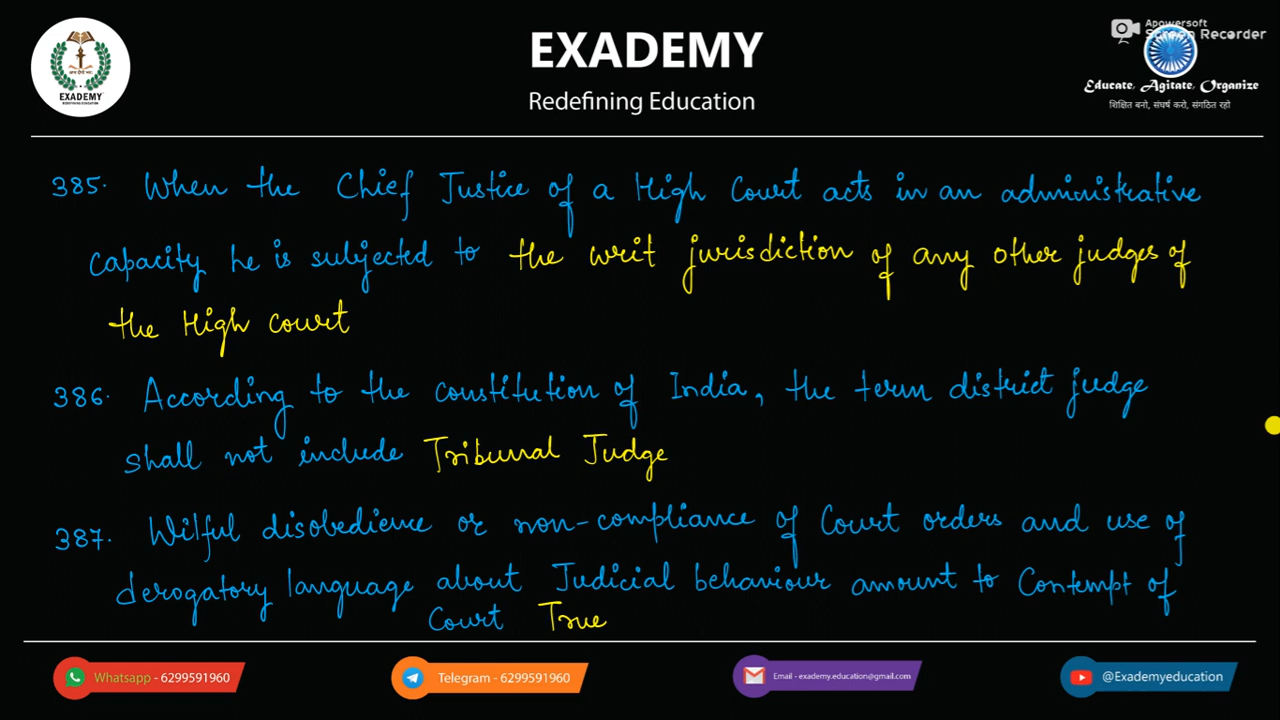 EXADEMY
Redefining Education
EXADEMY
REDEFINING EDUCATION
Apowersoft
Screen Recorder
Educate, Agitate, Organize
शिक्षित बनो, संघर्ष करो, संगठित रहो
385. When the Chief Justice of a High Court acts in an administrative
capacity he is subjected to the writ jurisdiction of any other judges of
the High court
386. According to the constitution of India, the term district judge
shall not include Tribunal Judge
387. Wilful disobedience or non-compliance of Court orders and use of
derogatory language about Judicial behaviour amount to Contempt of
Court True
Whatsapp - 6299591960
Telegram - 6299591960
Email - exademy.education@gmail.com
@Exademyeducation